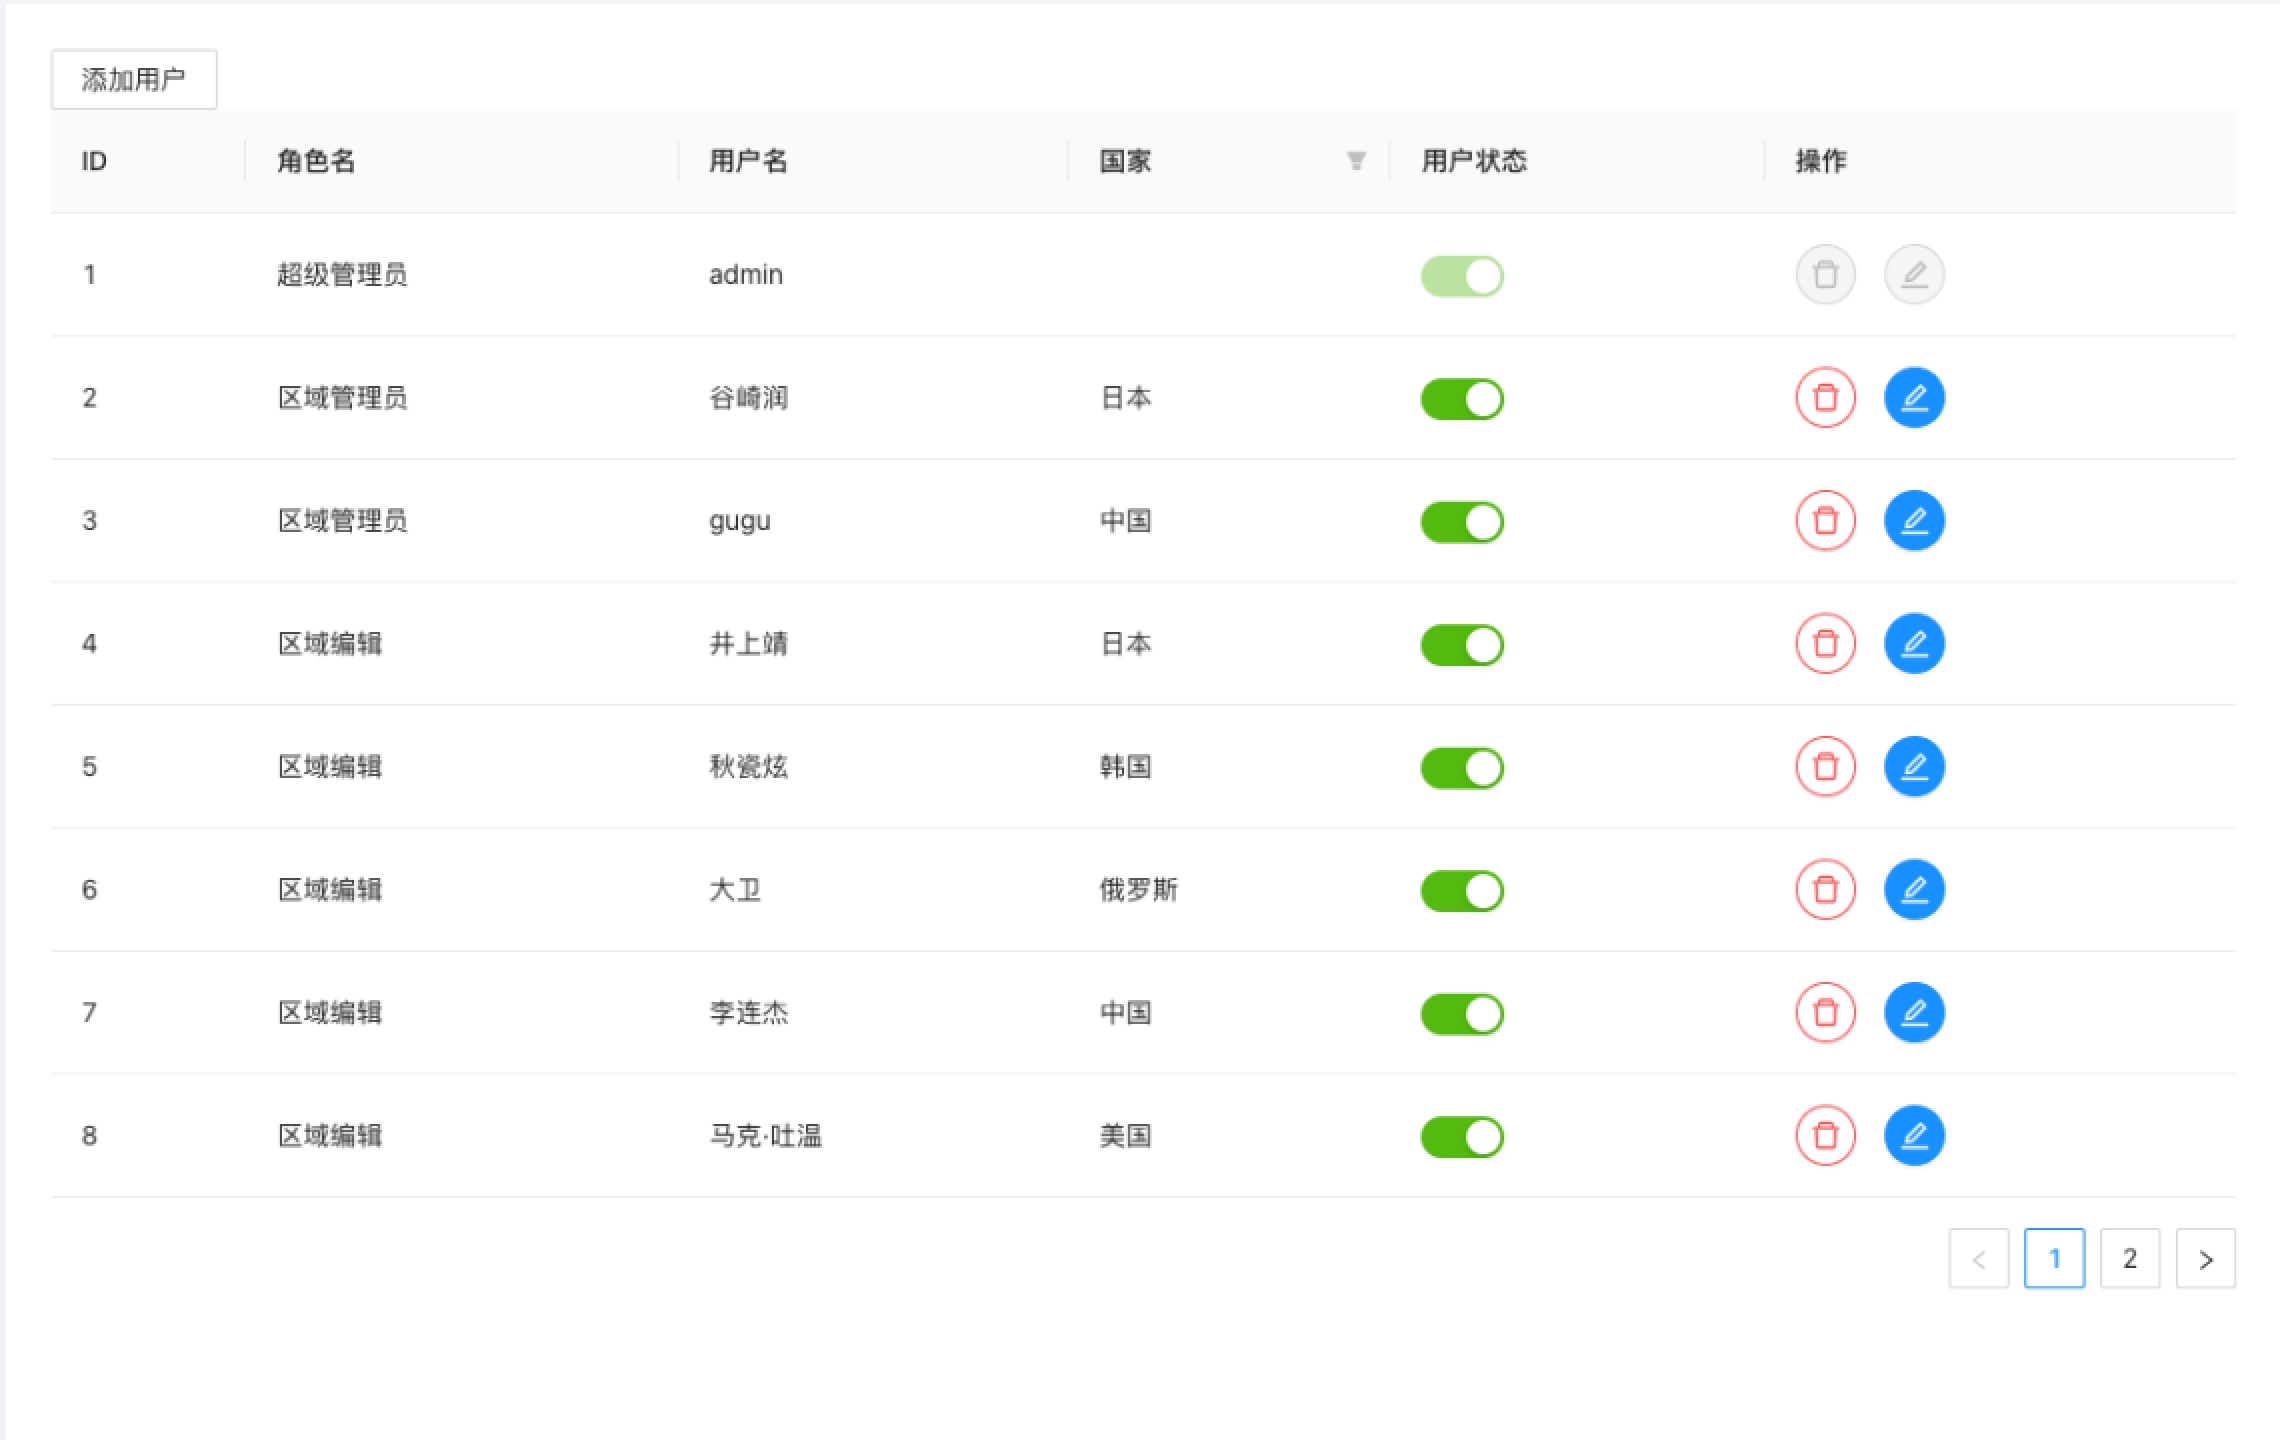 添加用户
ID 角色名 用户名 国家 用户状态 操作
1 超级管理员 admin
2 区域管理员 谷崎润 日本
3 区域管理员 gugu 中国
4 区域编辑 井上靖 日本
5 区域编辑 秋瓷炫 韩国
6 区域编辑 大卫 俄罗斯
7 区域编辑 李连杰 中国
8 区域编辑 马克·吐温 美国
< 1 2 >